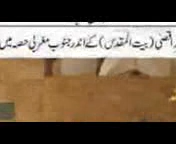 اقصیٰ (بیت المقدس) کے اندر جنوب مغربی حصہ میں